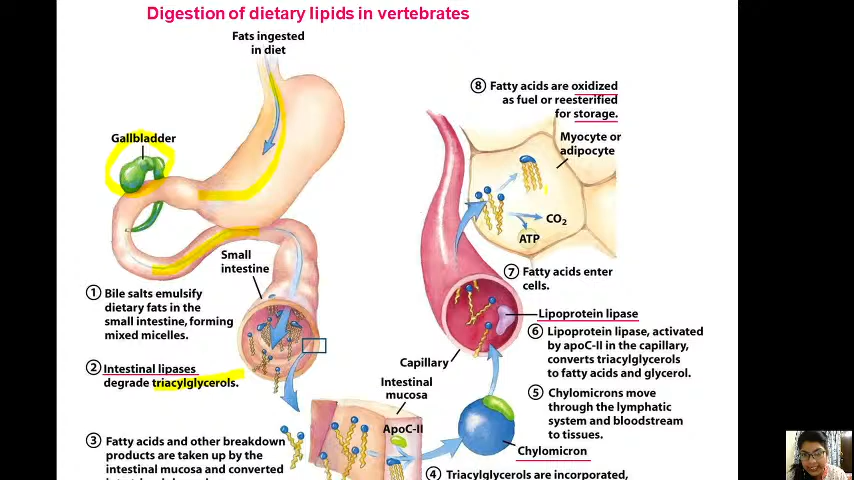 Digestion of dietary lipids in vertebrates
Fats ingested
in diet
Gallbladder
Small
intestine
① Bile salts emulsify
dietary fats in the
small intestine, forming
mixed micelles.
② Intestinal lipases
degrade triacylglycerols.
③ Fatty acids and other breakdown
products are taken up by the
intestinal mucosa and converted
⑧ Fatty acids are oxidized
as fuel or reesterified
for storage.
Myocyte or
adipocyte
CO₂
ATP
⑦ Fatty acids enter
cells.
Lipoprotein lipase
⑥ Lipoprotein lipase, activated
by apoC-II in the capillary,
converts triacylglycerols
to fatty acids and glycerol.
Capillary
Intestinal
mucosa
ApoC-II
⑤ Chylomicrons move
through the lymphatic
system and bloodstream
to tissues.
Chylomicron
④ Triacylglycerols are incorporated,